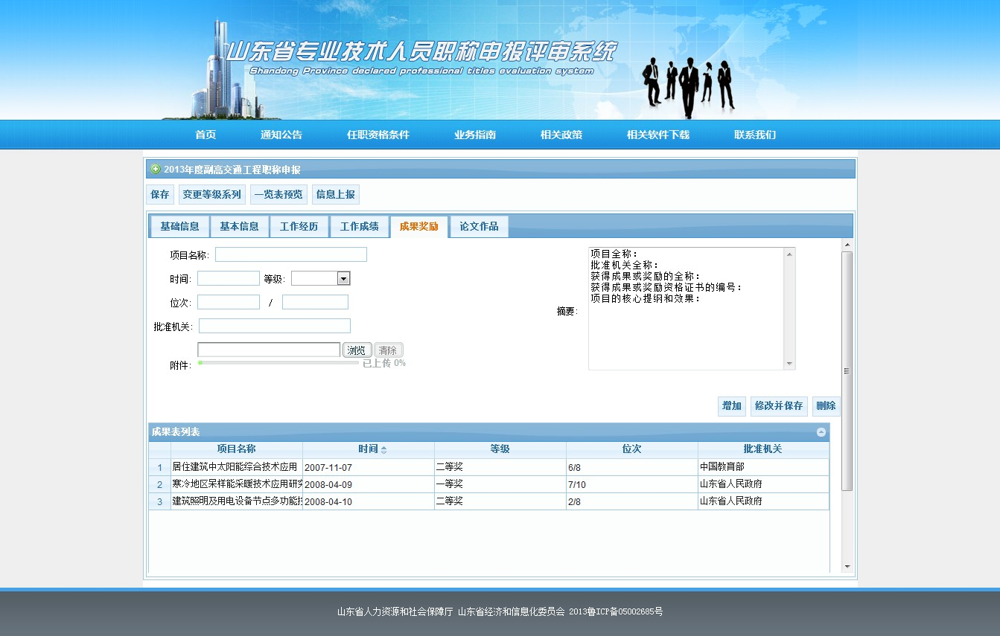 山东省专业技术人员职称申报评审系统
Shandong Province declared professional titles evaluation system
首页 通知公告 任职资格条件 业务指南 相关政策 相关软件下载 联系我们
2013年度副高交通工程职称申报
保存 变更等级系列 一览表预览 信息上报
基础信息 基本信息 工作经历 工作成绩 成果奖励 论文作品
项目名称:
时间: 等级:
位次: /
批准机关:
附件: 浏览 清除
已上传 0%
摘要:
项目全称:
批准机关全称:
获得成果或奖励的全称:
获得成果或奖励资格证书的编号:
项目的核心提纲和效果:
增加 修改并保存 删除
成果表列表
项目名称 时间 等级 位次 批准机关
1 居住建筑中太阳能综合技术应用 2007-11-07 二等奖 6/8 中国教育部
2 寒冷地区呆样能采暖技术应用研究 2008-04-09 一等奖 7/10 山东省人民政府
3 建筑照明及用电设备节点多功能 2008-04-10 二等奖 2/8 山东省人民政府
山东省人力资源和社会保障厅 山东省经济和信息化委员会 2013鲁ICP备05002685号